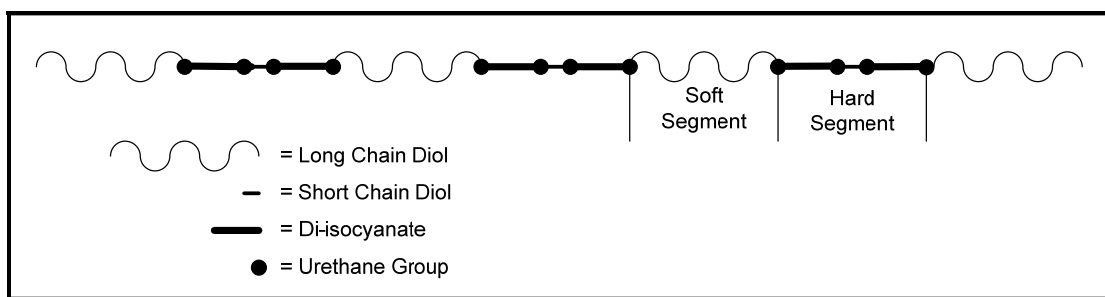 Soft
Segment
Hard
Segment
= Long Chain Diol
= Short Chain Diol
= Di-isocyanate
= Urethane Group